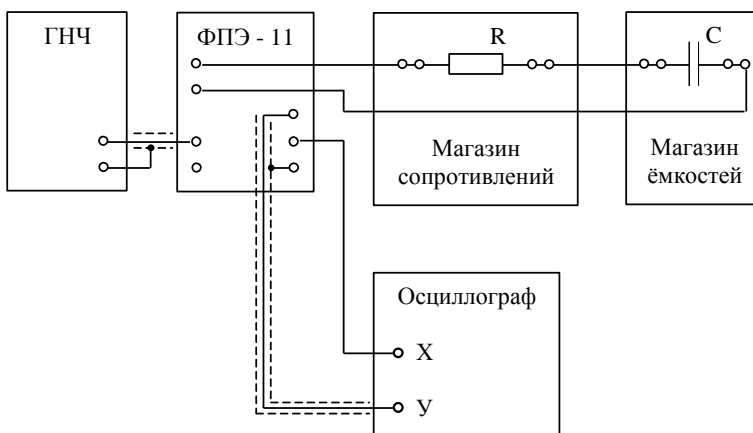 ГНЧ
ФПЭ - 11
R
C
Магазин
сопротивлений
Магазин
ёмкостей
Осциллограф
Х
У